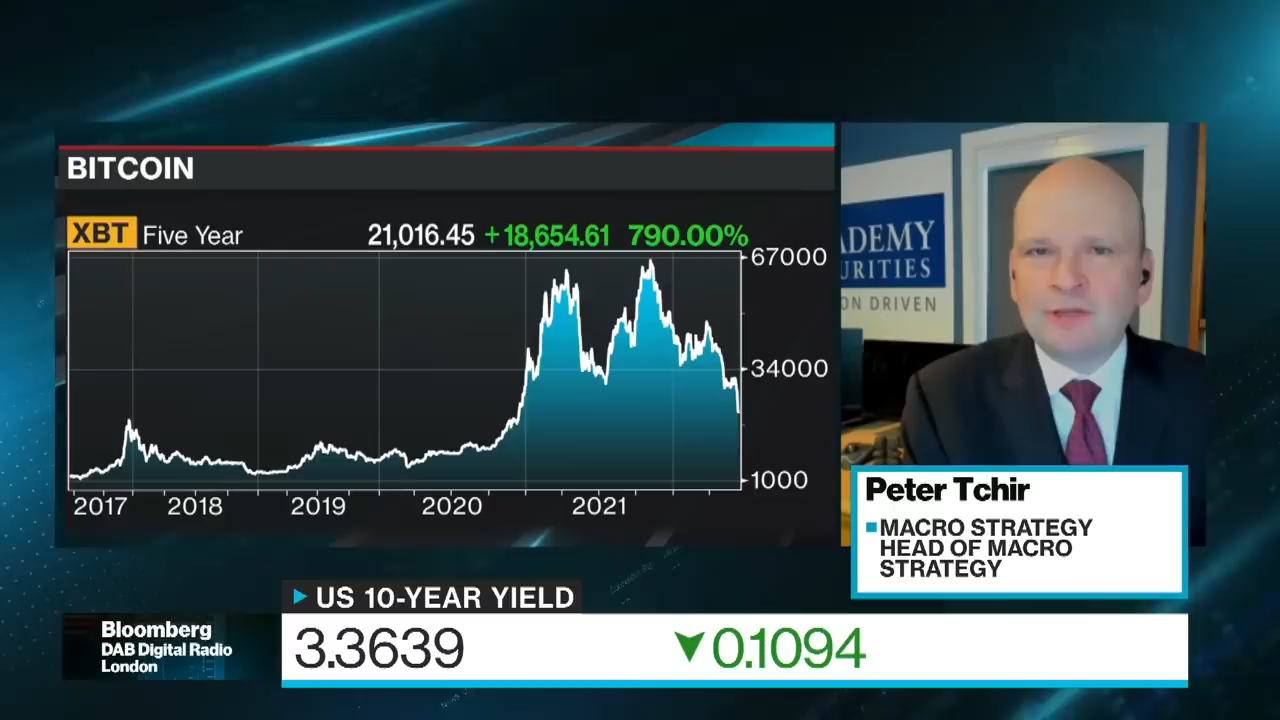 BITCOIN
XBT Five Year 21,016.45 +18,654.61 790.00%
67000
34000
1000
2017 2018 2019 2020 2021
DEMY
URITIES
ON DRIVEN
Peter Tchir
MACRO STRATEGY
HEAD OF MACRO
STRATEGY
US 10-YEAR YIELD
3.3639 0.1094
Bloomberg
DAB Digital Radio
London